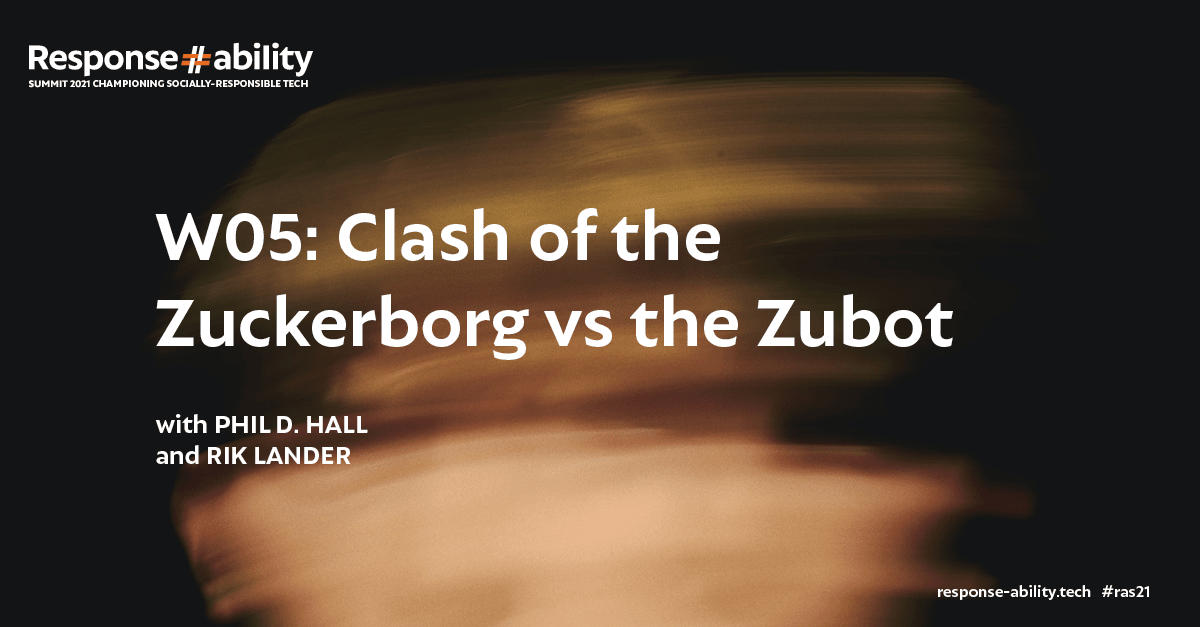 Response#ability
SUMMIT 2021 CHAMPIONING SOCIALLY-RESPONSIBLE TECH
W05: Clash of the
Zuckerborg vs the Zubot
with PHIL D. HALL
and RIK LANDER
response-ability.tech #ras21